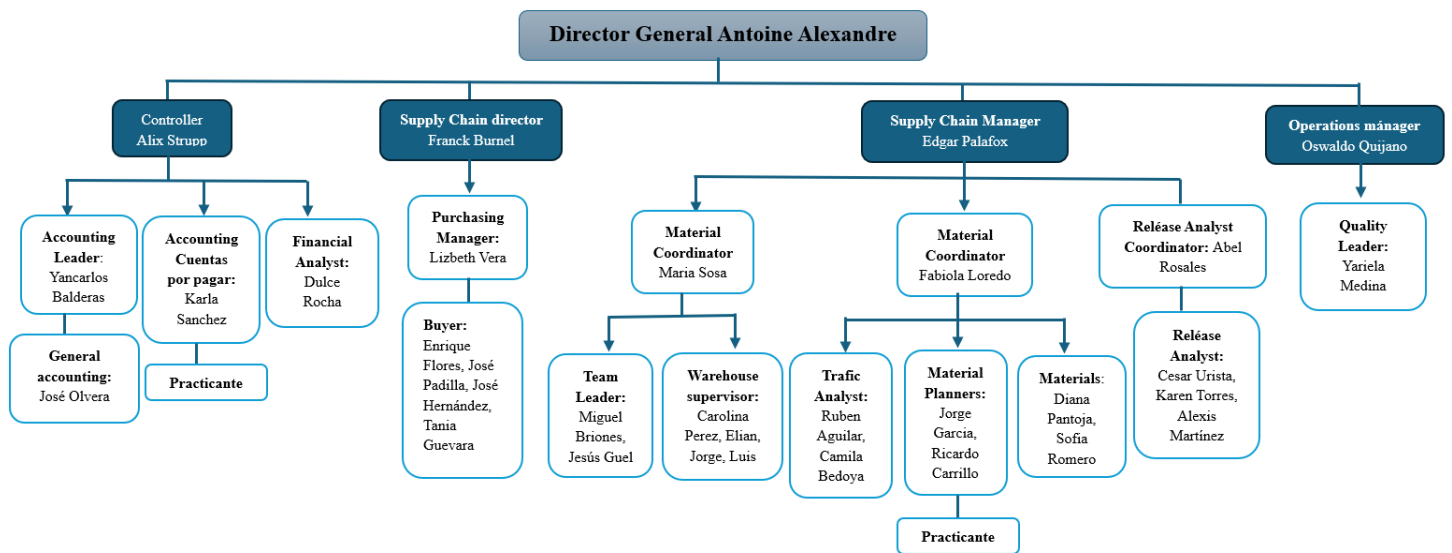 Director General Antoine Alexandre
Controller
Alix Strupp
Supply Chain director
Franck Burnel
Supply Chain Manager
Edgar Palafox
Operations mánager
Oswaldo Quijano
Accounting
Leader:
Yancarlos
Balderas
Accounting
Cuentas
por pagar:
Karla
Sanchez
Financial
Analyst:
Dulce
Rocha
Purchasing
Manager:
Lizbeth Vera
Material
Coordinator
Maria Sosa
Material
Coordinator
Fabiola Loredo
Reléase Analyst
Coordinator: Abel
Rosales
Quality
Leader:
Yariela
Medina
General
accounting:
José Olvera
Practicante
Buyer:
Enrique
Flores, José
Padilla, José
Hernández,
Tania
Guevara
Team
Leader:
Miguel
Briones,
Jesús Guel
Warehouse
supervisor:
Carolina
Perez, Elian,
Jorge, Luis
Trafic
Analyst:
Ruben
Aguilar,
Camila
Bedoya
Material
Planners:
Jorge
Garcia,
Ricardo
Carrillo
Materials:
Diana
Pantoja,
Sofía
Romero
Reléase
Analyst:
Cesar Urista,
Karen Torres,
Alexis
Martínez
Practicante